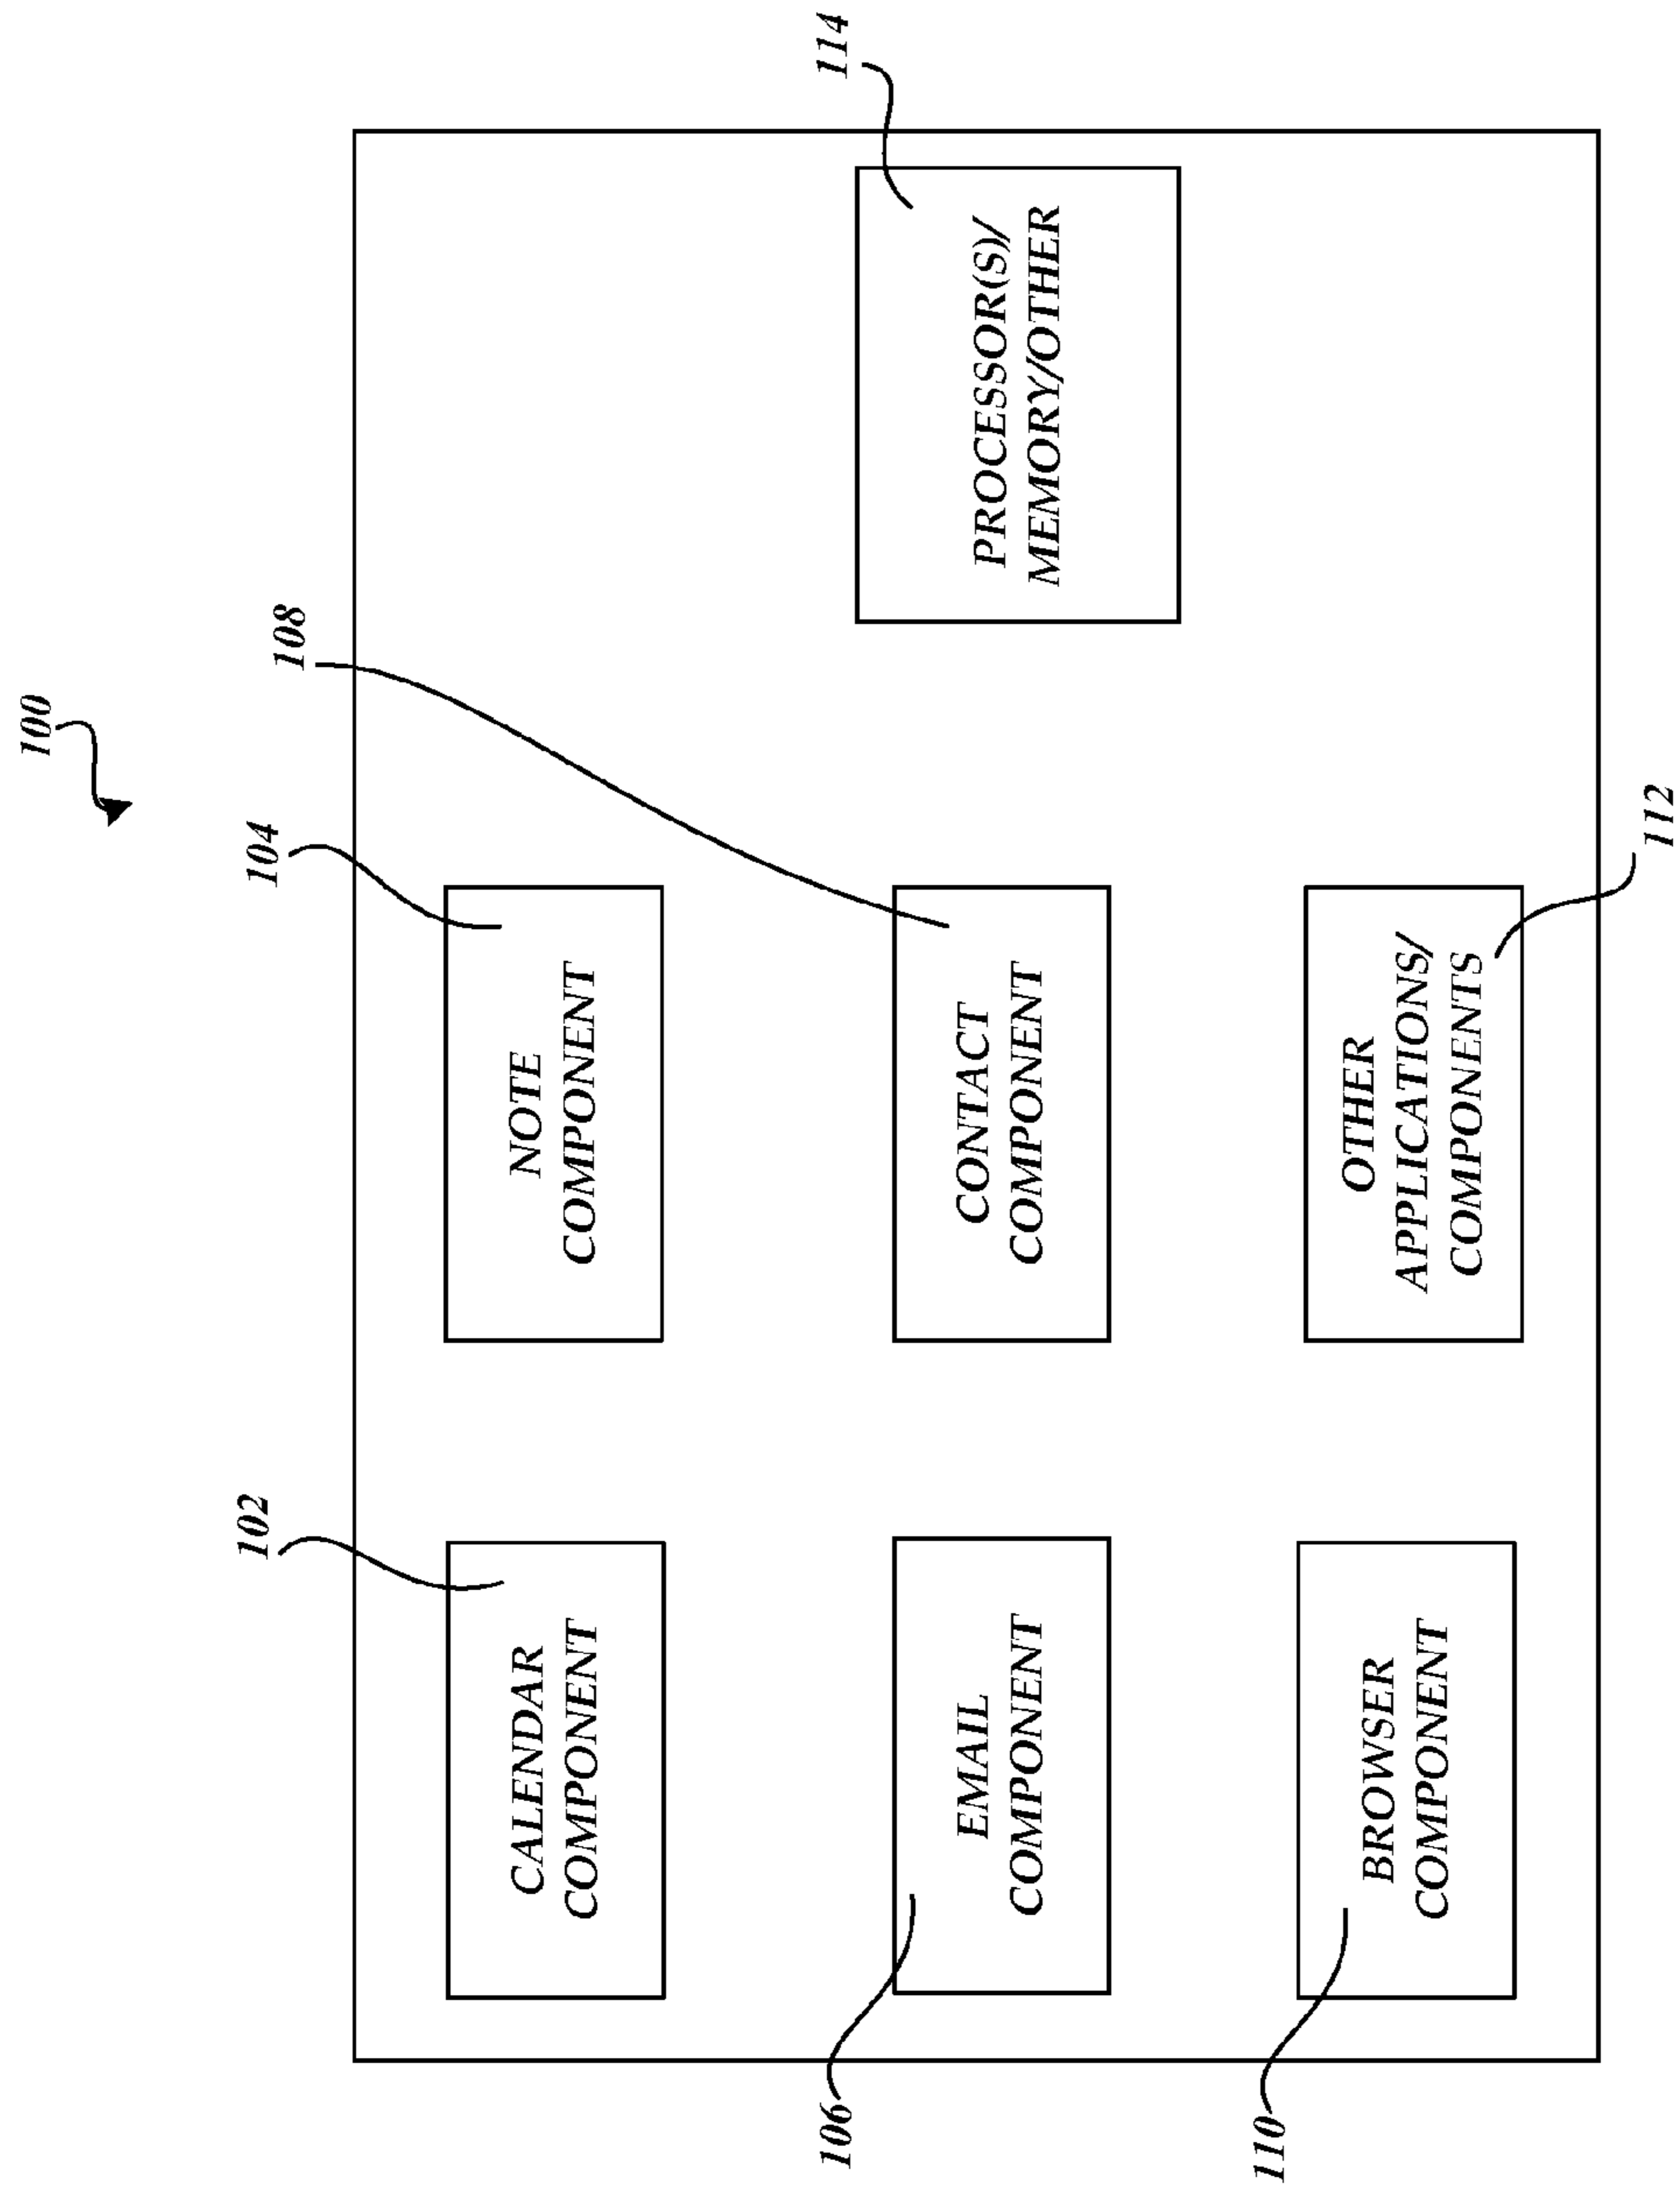 100
102
CALENDAR
COMPONENT
104
NOTE
COMPONENT
106
EMAIL
COMPONENT
108
CONTACT
COMPONENT
114
PROCESSOR(S)/
MEMORY/OTHER
110
BROWSER
COMPONENT
OTHER
APPLICATIONS/
COMPONENTS
112